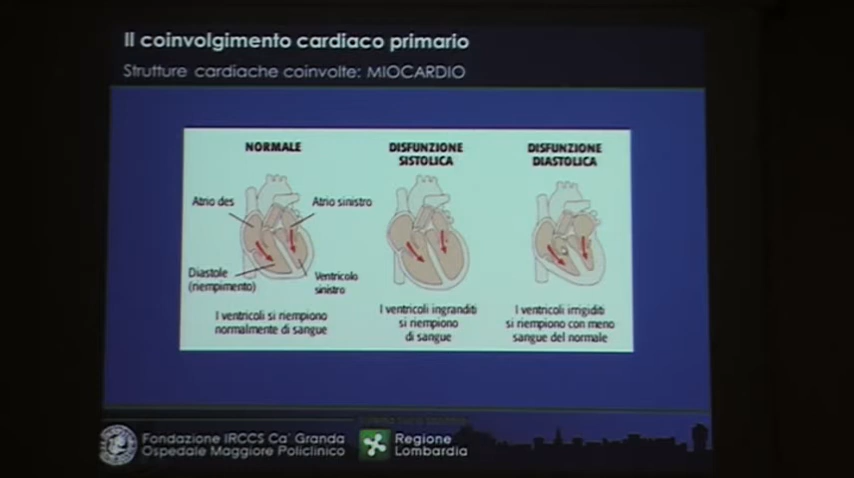 Il coinvolgimento cardiaco primario
Strutture cardiache coinvolte: MIOCARDIO
NORMALE
Atrio des
Atrio sinistro
Diastole
(riempimento)
Ventricolo
sinistro
I ventricoli si riempiono
normalmente di sangue
DISFUNZIONE
SISTOLICA
I ventricoli ingranditi
si riempiono
di sangue
DISFUNZIONE
DIASTOLICA
I ventricoli irrigiditi
si riempiono con meno
sangue del normale
Fondazione IRCCS Ca' Granda
Ospedale Maggiore Policlinico
Regione
Lombardia